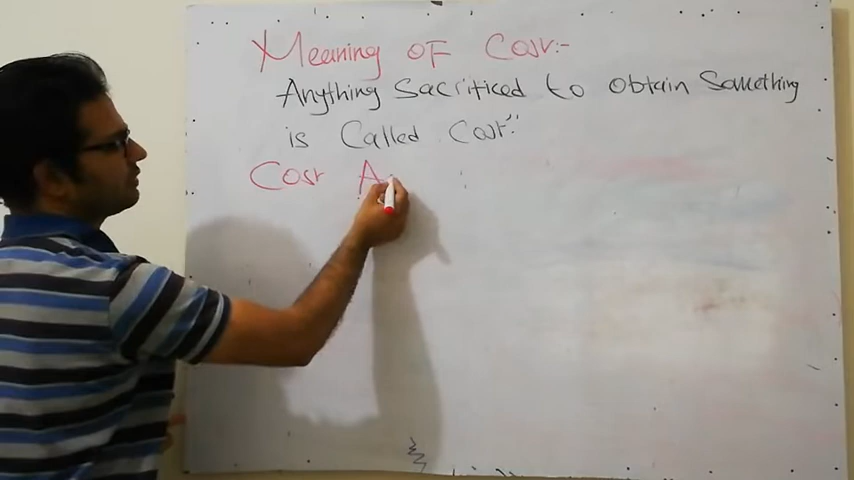 Meaning OF Cost:-
Anything Sacrificed to obtain Something
is Called Cost."
Cost A